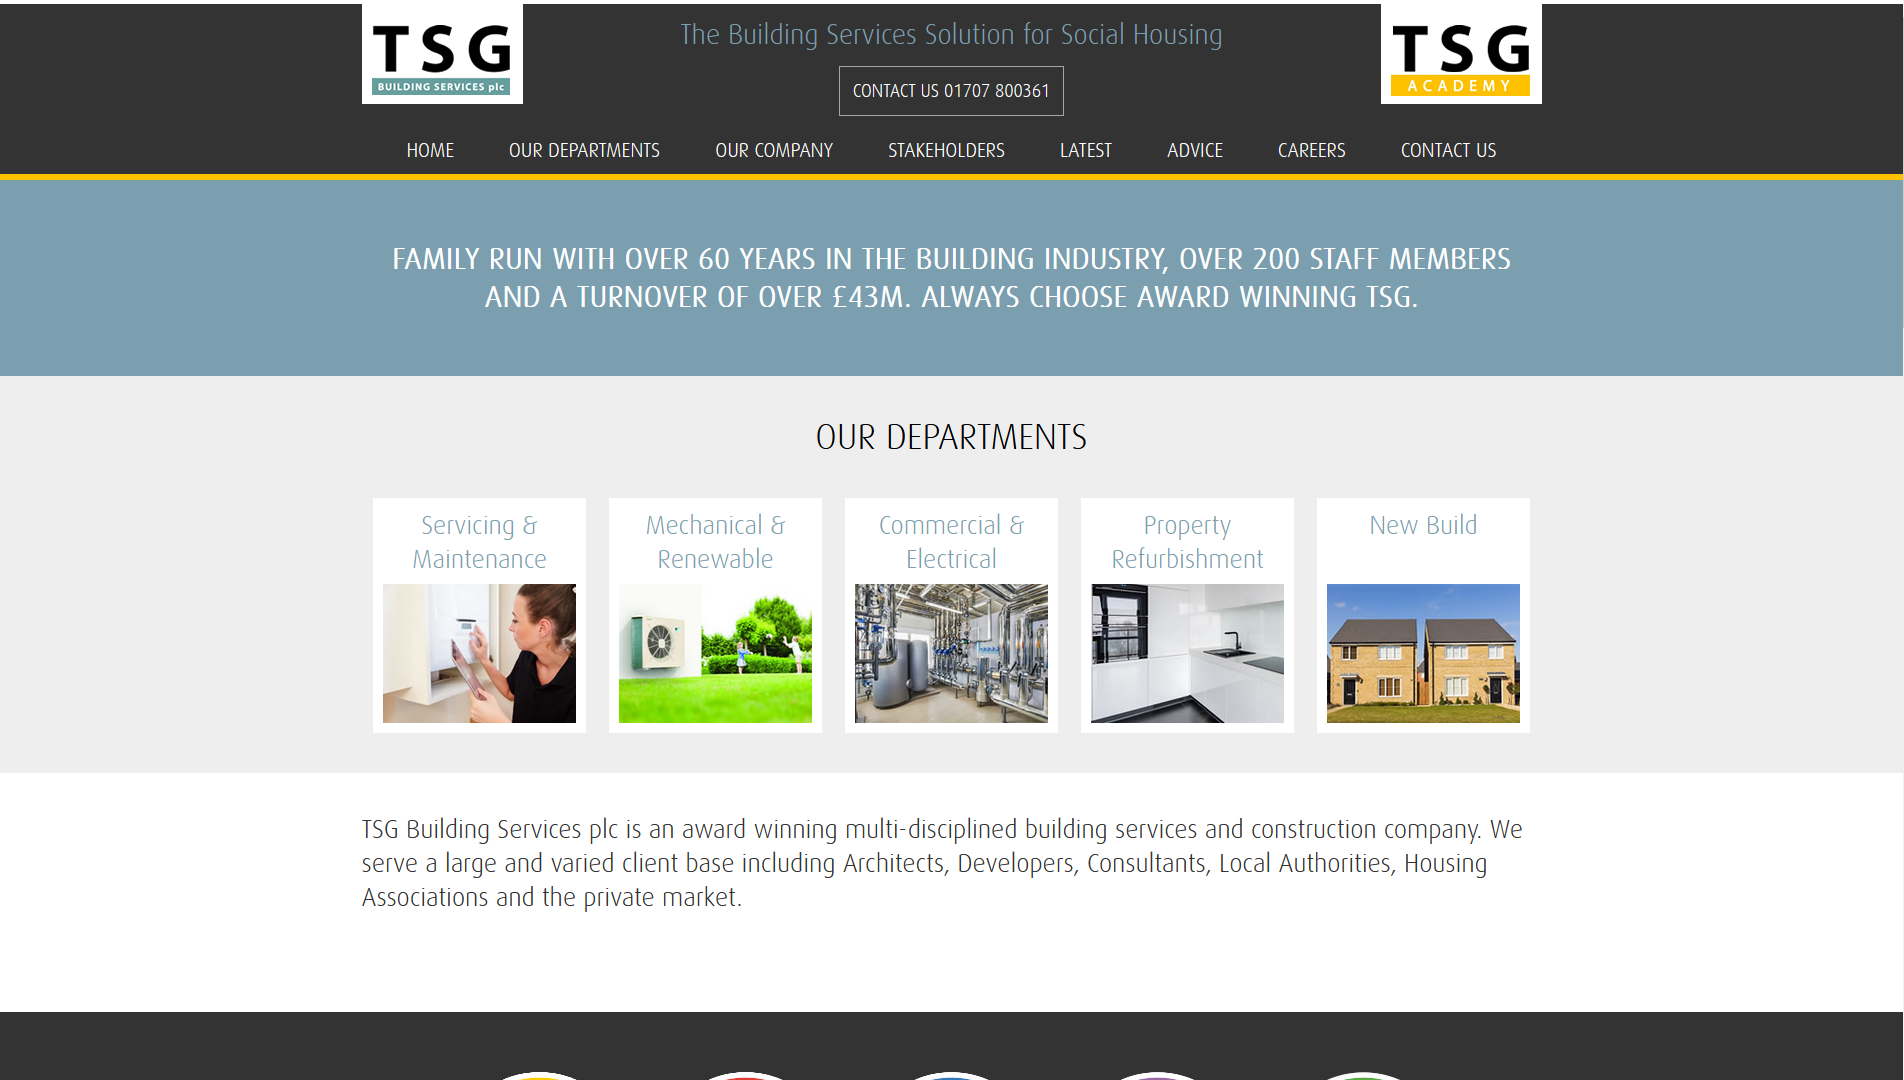 TSG
BUILDING SERVICES plc
The Building Services Solution for Social Housing
CONTACT US 01707 800361
TSG
ACADEMY
HOME
OUR DEPARTMENTS
OUR COMPANY
STAKEHOLDERS
LATEST
ADVICE
CAREERS
CONTACT US
FAMILY RUN WITH OVER 60 YEARS IN THE BUILDING INDUSTRY, OVER 200 STAFF MEMBERS
AND A TURNOVER OF OVER £43M. ALWAYS CHOOSE AWARD WINNING TSG.
OUR DEPARTMENTS
Servicing &
Maintenance
Mechanical &
Renewable
Commercial &
Electrical
Property
Refurbishment
New Build
TSG Building Services plc is an award winning multi-disciplined building services and construction company. We
serve a large and varied client base including Architects, Developers, Consultants, Local Authorities, Housing
Associations and the private market.